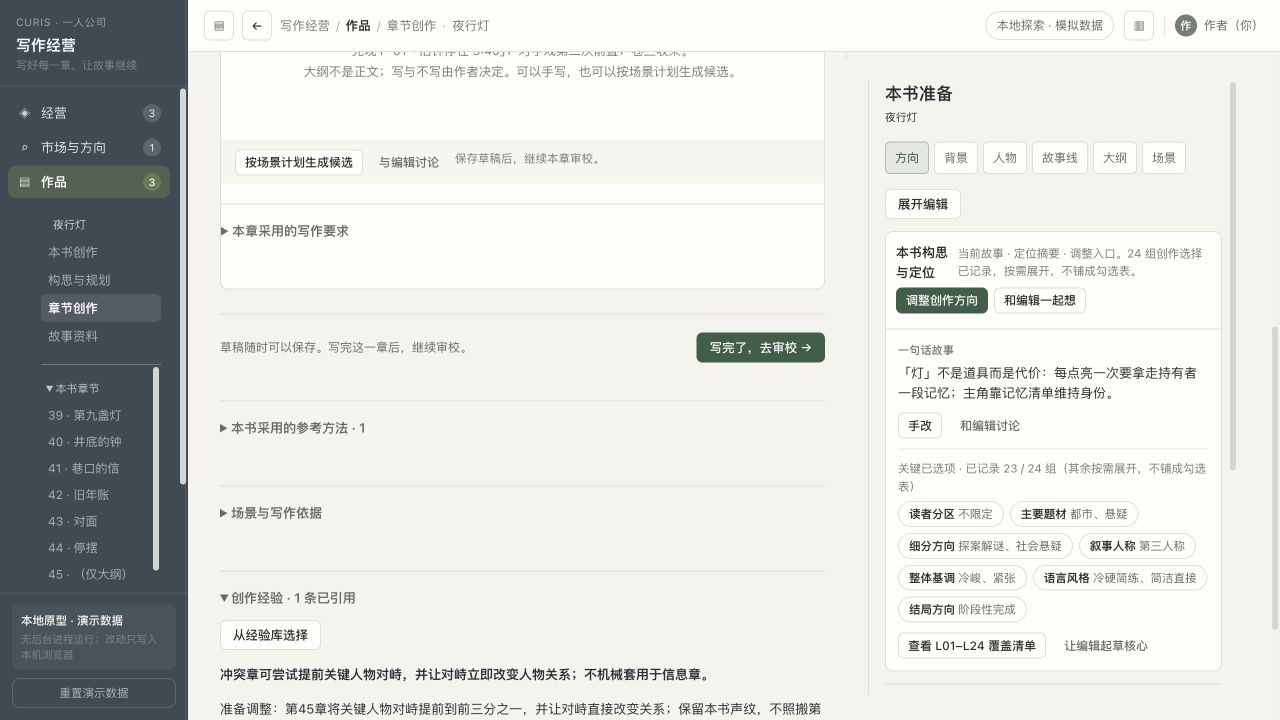 CURIS · 一人公司
写作经营
写好每一章，让故事继续
经营
3
市场与方向
1
作品
3
夜行灯
本书创作
构思与规划
章节创作
故事资料
本书章节
39 · 第九盏灯
40 · 井底的钟
41 · 巷口的信
42 · 旧年账
43 · 对面
44 · 停摆
45 · （仅大纲）
本地原型 · 演示数据
无后台进程运行；改动只写入
本机浏览器
重置演示数据
写作经营 / 作品 / 章节创作 · 夜行灯
本地探索 · 模拟数据
作
作者（你）
大纲不是正文；写与不写由作者决定。可以手写，也可以按场景计划生成候选。
按场景计划生成候选
与编辑讨论
保存草稿后，继续本章审校。
本章采用的写作要求
草稿随时可以保存。写完这一章后，继续审校。
写完了，去审校 →
本书采用的参考方法 · 1
场景与写作依据
创作经验 · 1 条已引用
从经验库选择
冲突章可尝试提前关键人物对峙，并让对峙立即改变人物关系；不机械套用于信息章。
准备调整：第45章将关键人物对峙提前到前三分之一，并让对峙直接改变关系；保留本书声纹，不照搬第
本书准备
夜行灯
方向
背景
人物
故事线
大纲
场景
展开编辑
本书构思
与定位
当前故事 · 定位摘要 · 调整入口。24 组创作选择
已记录，按需展开，不铺成勾选表。
调整创作方向
和编辑一起想
一句话故事
「灯」不是道具而是代价：每点亮一次要拿走持有者
一段记忆；主角靠记忆清单维持身份。
手改
和编辑讨论
关键已选项 · 已记录 23 / 24 组（其余按需展开，不铺成勾选
表）
读者分区 不限定
主要题材 都市、悬疑
细分方向 探案解谜、社会悬疑
叙事人称 第三人称
整体基调 冷峻、紧张
语言风格 冷硬简练、简洁直接
结局方向 阶段性完成
查看 L01–L24 覆盖清单
让编辑起草核心